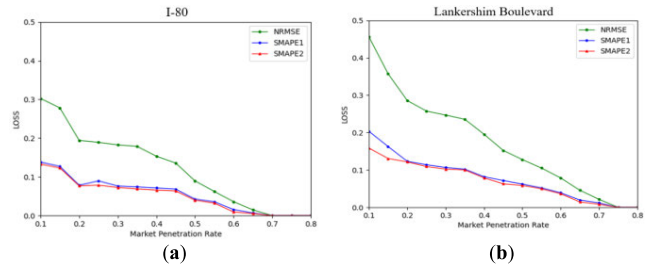 I-80
0.5
0.4
0.3
0.2
0.1
0.0
LOSS
NRMSE
SMAPE1
SMAPE2
0.1 0.2 0.3 0.4 0.5 0.6 0.7 0.8
Market Penetration Rate
(a)
Lankershim Boulevard
0.5
0.4
0.3
0.2
0.1
0.0
LOSS
NRMSE
SMAPE1
SMAPE2
0.1 0.2 0.3 0.4 0.5 0.6 0.7 0.8
Market Penetration Rate
(b)